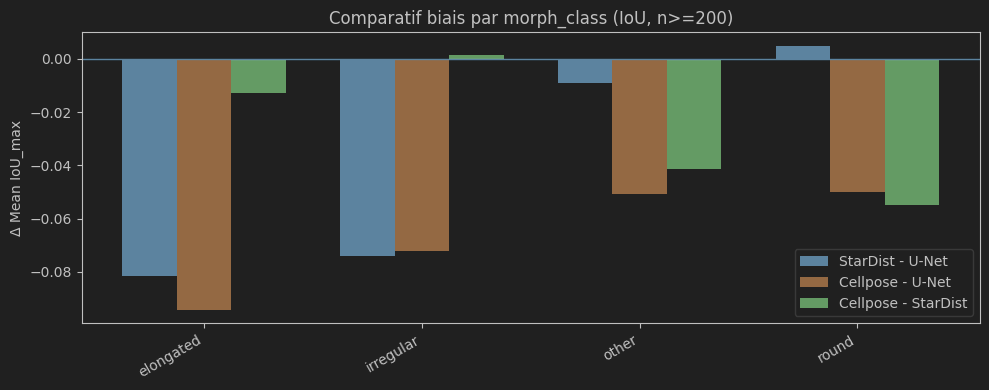 Comparatif biais par morph_class (IoU, n>=200)
Δ Mean IoU_max
0.00
−0.02
−0.04
−0.06
−0.08
elongated
irregular
other
round
StarDist - U-Net
Cellpose - U-Net
Cellpose - StarDist